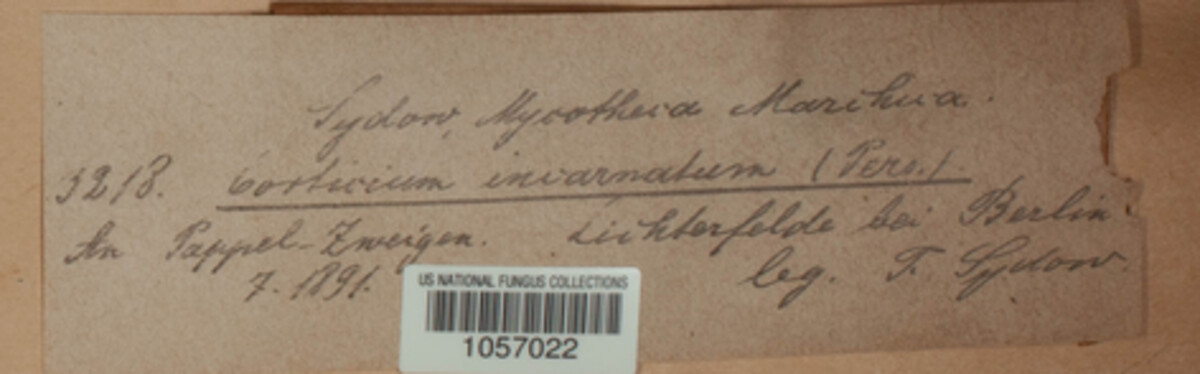 Sydow, Mycotheca Marchica.
3218. Corticium incarnatum (Pers.).
An Pappel-Zweigen. Lichterfelde bei Berlin
7. 1891. leg. P. Sydow.
US NATIONAL FUNGUS COLLECTIONS
1057022